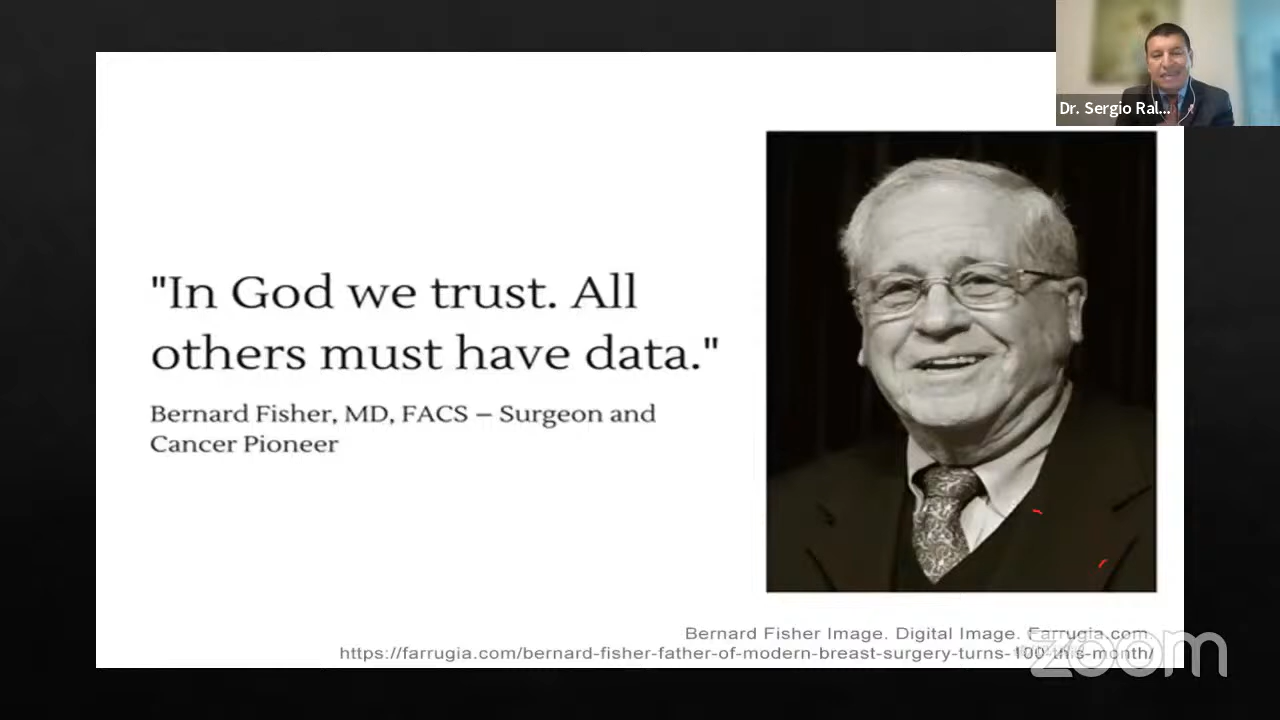 Dr. Sergio Ral...
"In God we trust. All
others must have data."
Bernard Fisher, MD, FACS – Surgeon and
Cancer Pioneer
Bernard Fisher Image. Digital Image. Farrugia.com.
https://farrugia.com/bernard-fisher-father-of-modern-breast-surgery-turns-100-this-month/
zoom